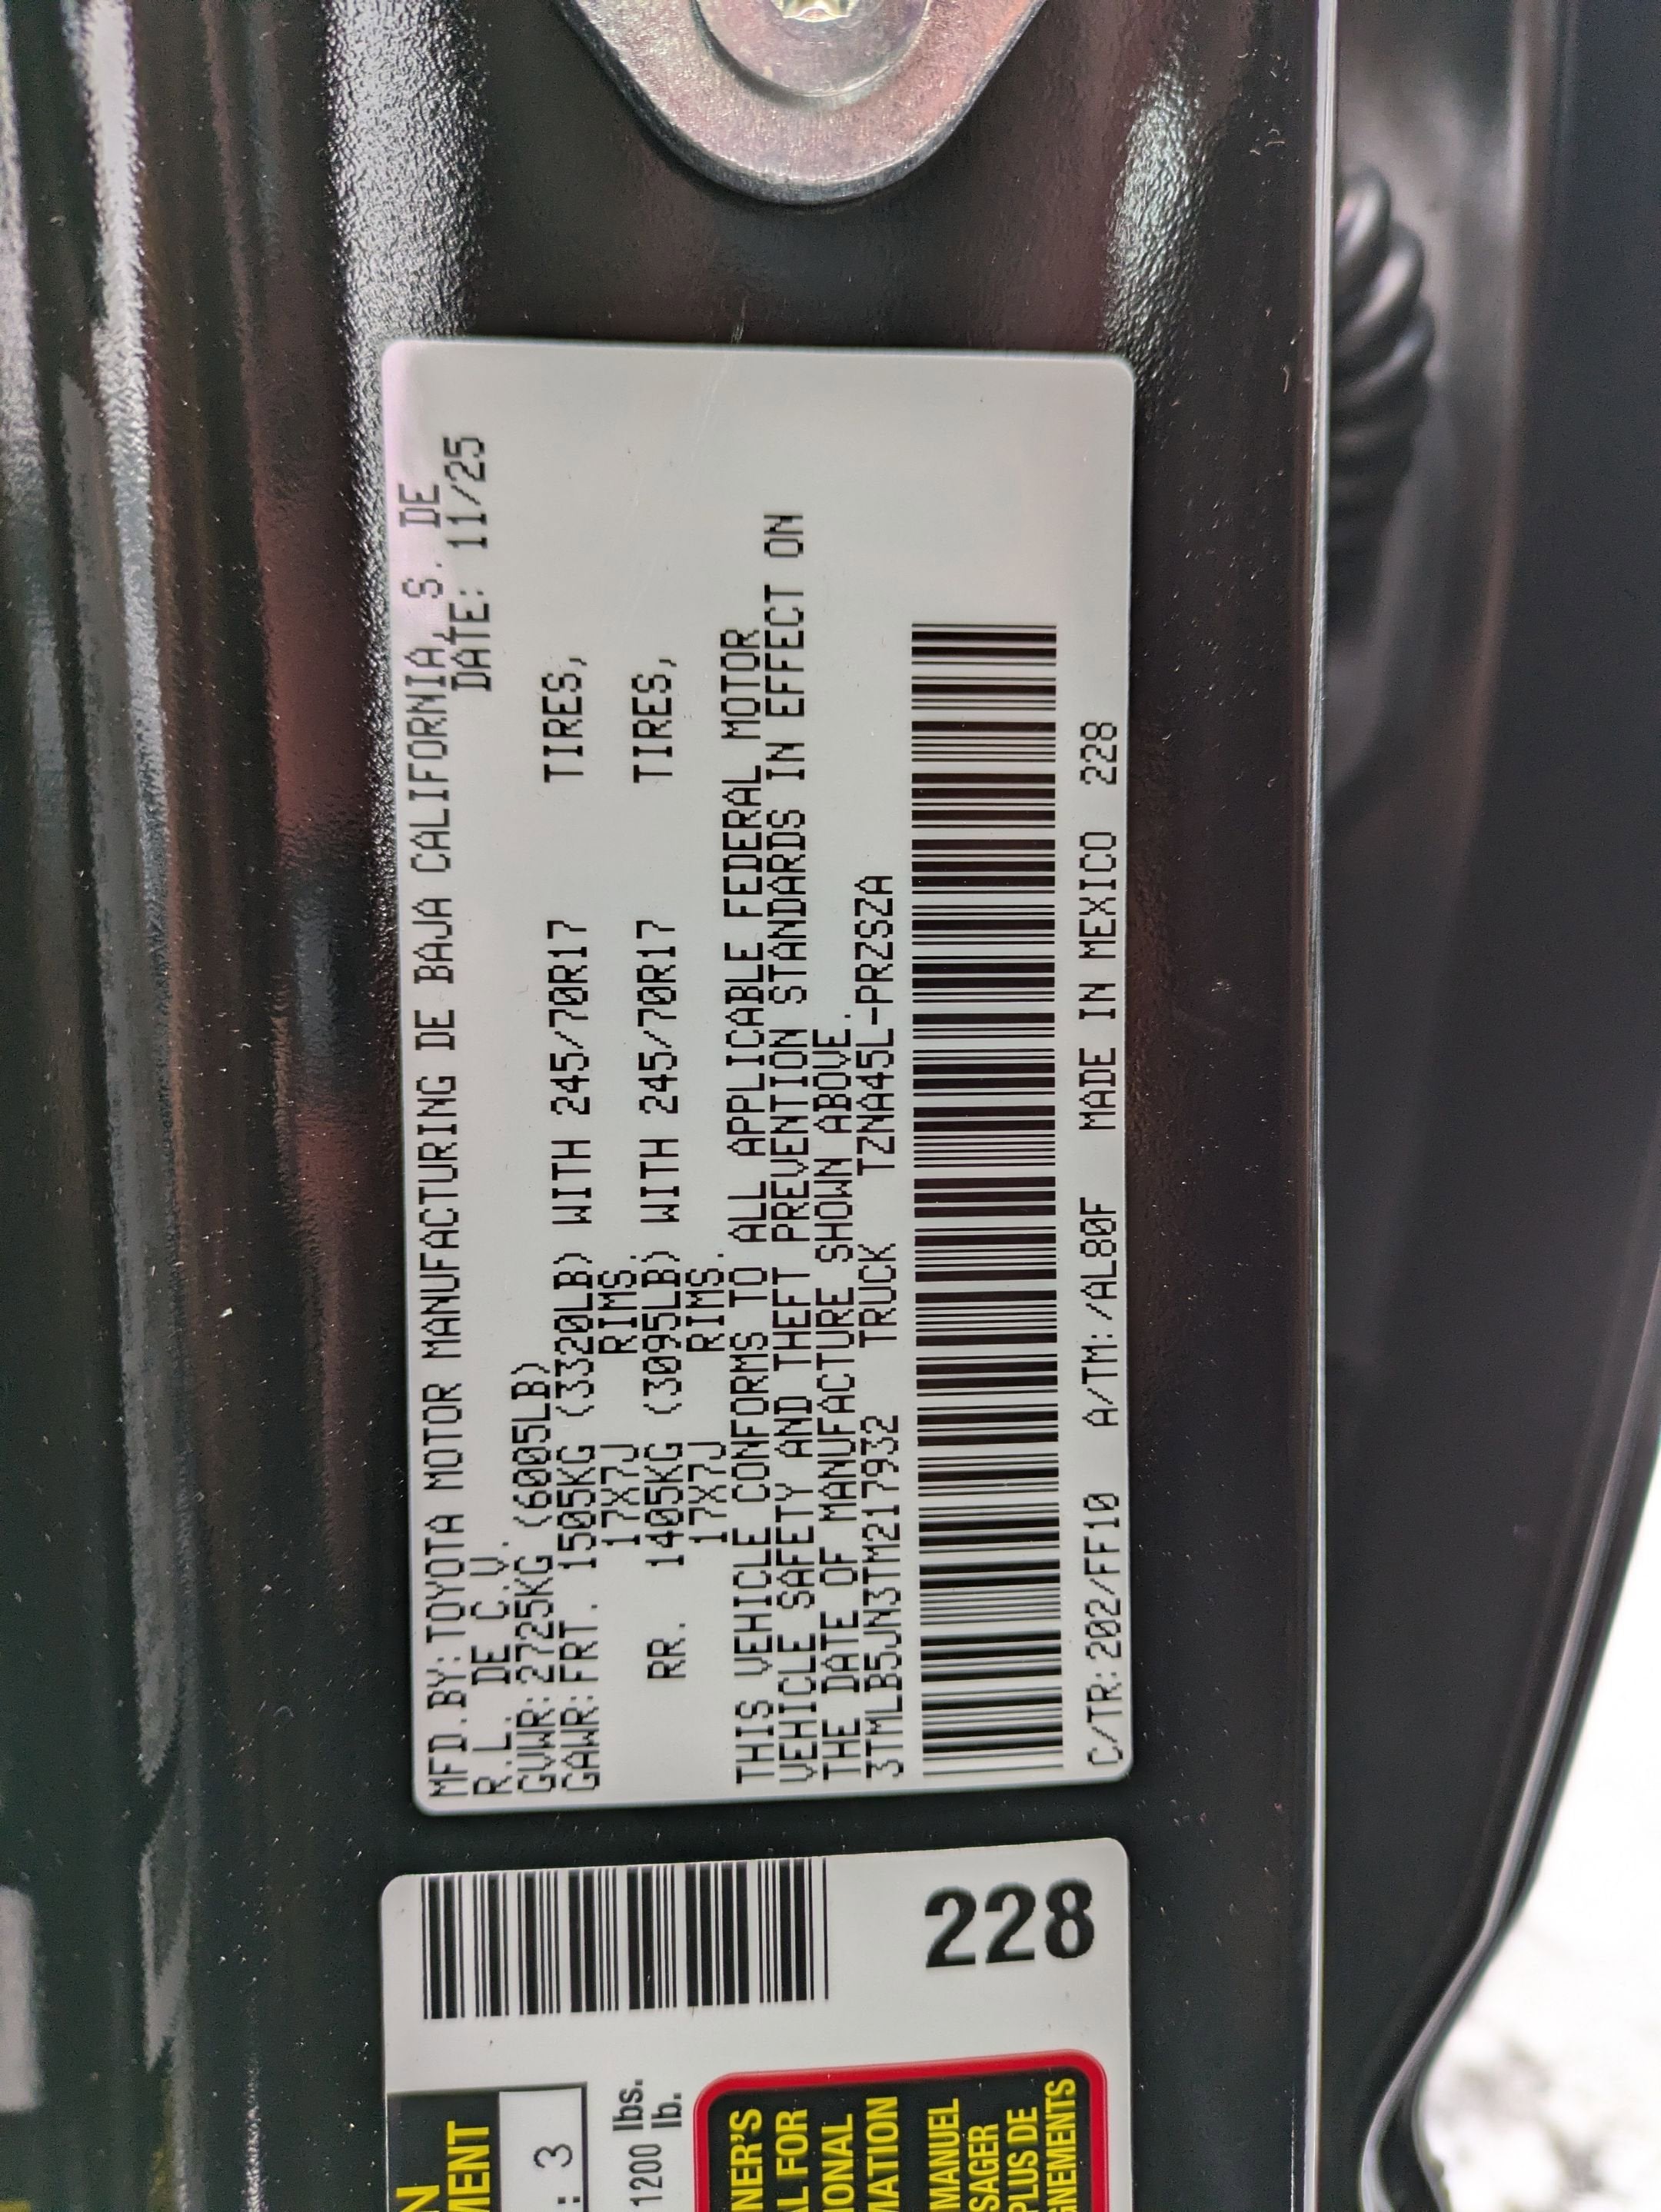 MFD.BY:TOYOTA MOTOR MANUFACTURING DE BAJA CALIFORNIA, S. DE
R.L. DE C.V. DATE: 11/25
GVWR:2725KG (6005LB)
GAWR:FRT. 1505KG (3320LB) WITH 245/70R17 TIRES,
17X7J RIMS.
RR. 1405KG (3095LB) WITH 245/70R17 TIRES,
17X7J RIMS.
THIS VEHICLE CONFORMS TO ALL APPLICABLE FEDERAL MOTOR
VEHICLE SAFETY AND THEFT PREVENTION STANDARDS IN EFFECT ON
THE DATE OF MANUFACTURE SHOWN ABOVE.
3TMLB5JN3TM217932 TRUCK TZNA45L-PRZSZA
C/TR:202/FF10 A/TM:/AL80F MADE IN MEXICO 228
: 3
1200 lbs.
lb.
228